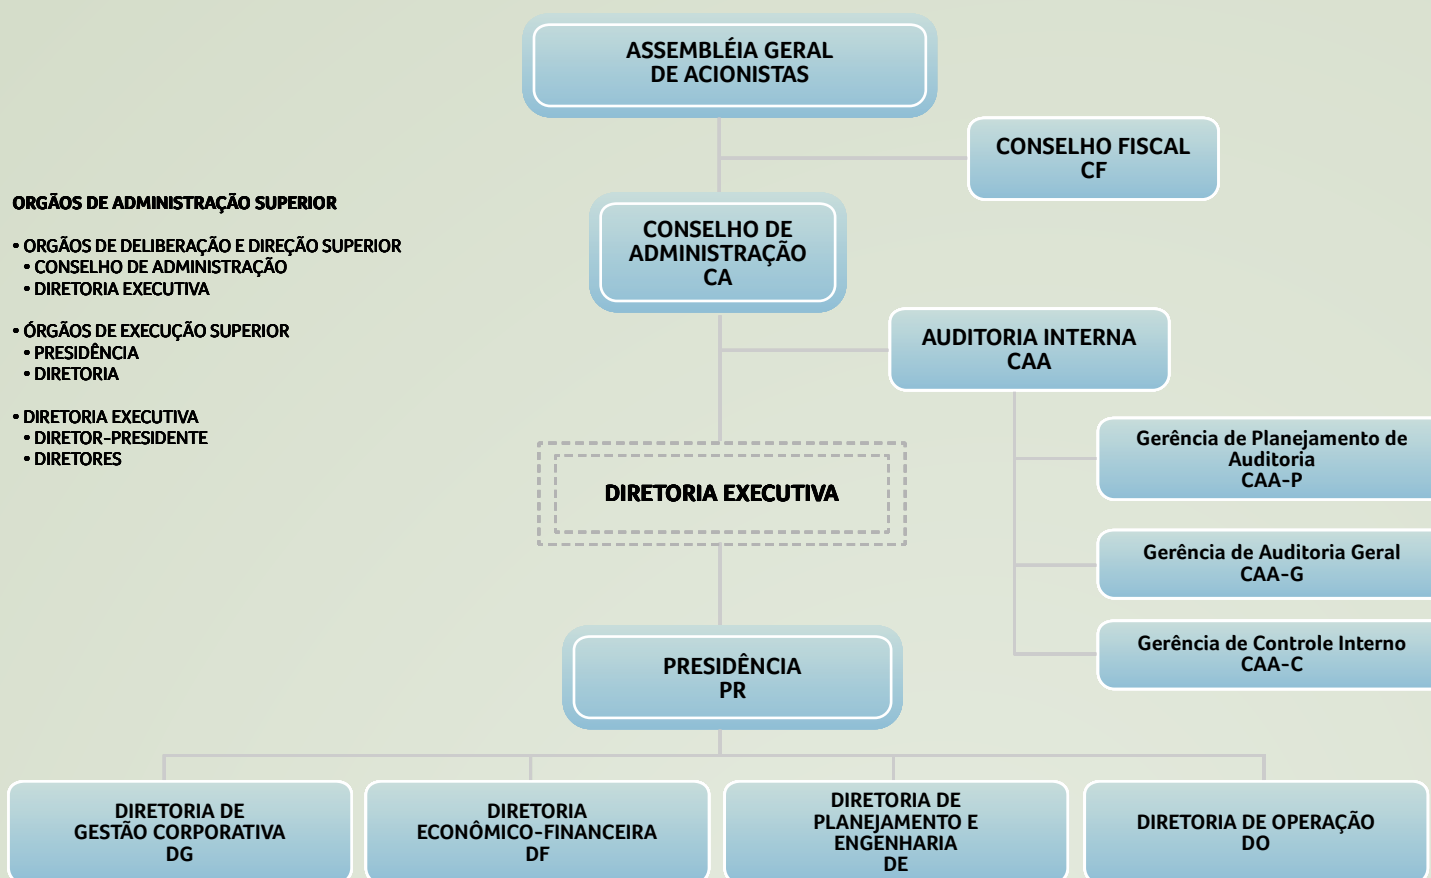 ASSEMBLÉIA GERAL
DE ACIONISTAS
CONSELHO FISCAL
CF
ORGÃOS DE ADMINISTRAÇÃO SUPERIOR
• ORGÃOS DE DELIBERAÇÃO E DIREÇÃO SUPERIOR
• CONSELHO DE ADMINISTRAÇÃO
• DIRETORIA EXECUTIVA
• ÓRGÃOS DE EXECUÇÃO SUPERIOR
• PRESIDÊNCIA
• DIRETORIA
• DIRETORIA EXECUTIVA
• DIRETOR-PRESIDENTE
• DIRETORES
CONSELHO DE
ADMINISTRAÇÃO
CA
AUDITORIA INTERNA
CAA
Gerência de Planejamento de
Auditoria
CAA-P
DIRETORIA EXECUTIVA
Gerência de Auditoria Geral
CAA-G
Gerência de Controle Interno
CAA-C
PRESIDÊNCIA
PR
DIRETORIA DE
GESTÃO CORPORATIVA
DG
DIRETORIA
ECONÔMICO-FINANCEIRA
DF
DIRETORIA DE
PLANEJAMENTO E
ENGENHARIA
DE
DIRETORIA DE OPERAÇÃO
DO